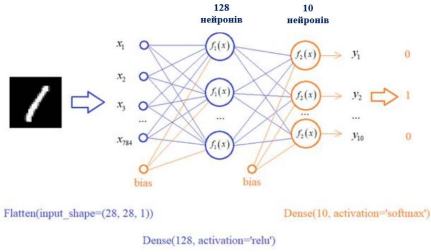 128
нейронів
10
нейронів
x1
x2
x3
...
x784
bias
f1(x)
f1(x)
...
f1(x)
bias
f2(x)
f2(x)
...
f2(x)
y1
y2
...
y10
0
1
0
Flatten(input_shape=(28, 28, 1))
Dense(10, activation='softmax')
Dense(128, activation='relu')